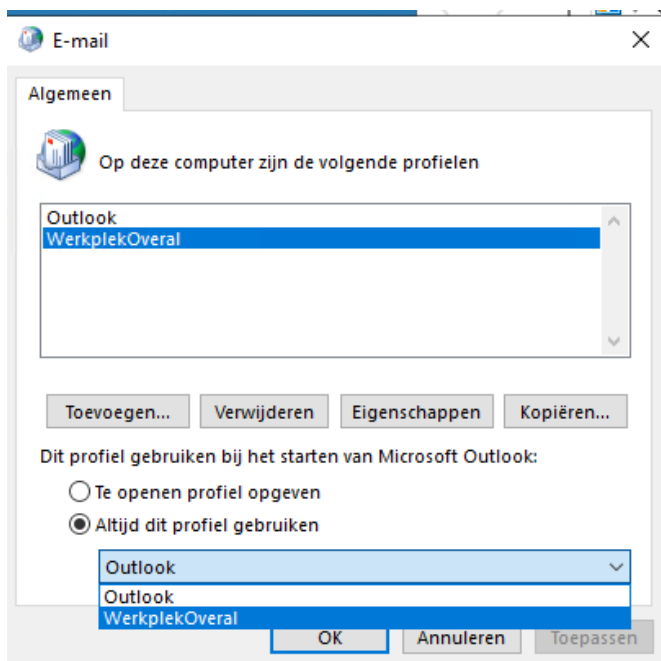 E-mail
Algemeen
Op deze computer zijn de volgende profielen
Outlook
WerkplekOveral
Toevoegen... Verwijderen Eigenschappen Kopiëren...
Dit profiel gebruiken bij het starten van Microsoft Outlook:
Te openen profiel opgeven
Altijd dit profiel gebruiken
Outlook
Outlook
WerkplekOveral
OK Annuleren Toepassen